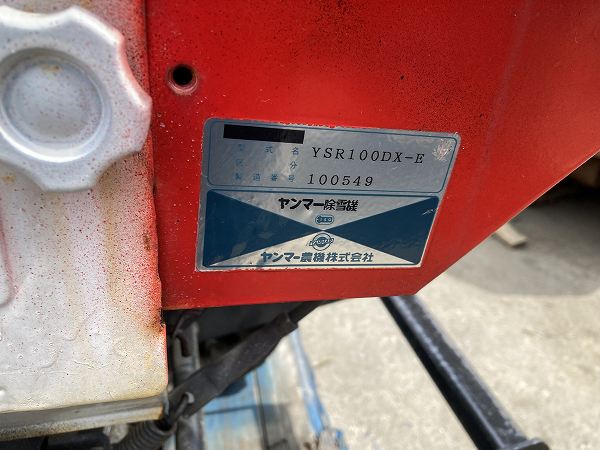 型式名 YSR100DX-E
区分
製造番号 100549
ヤンマー除雪機
ヤンマー農機株式会社